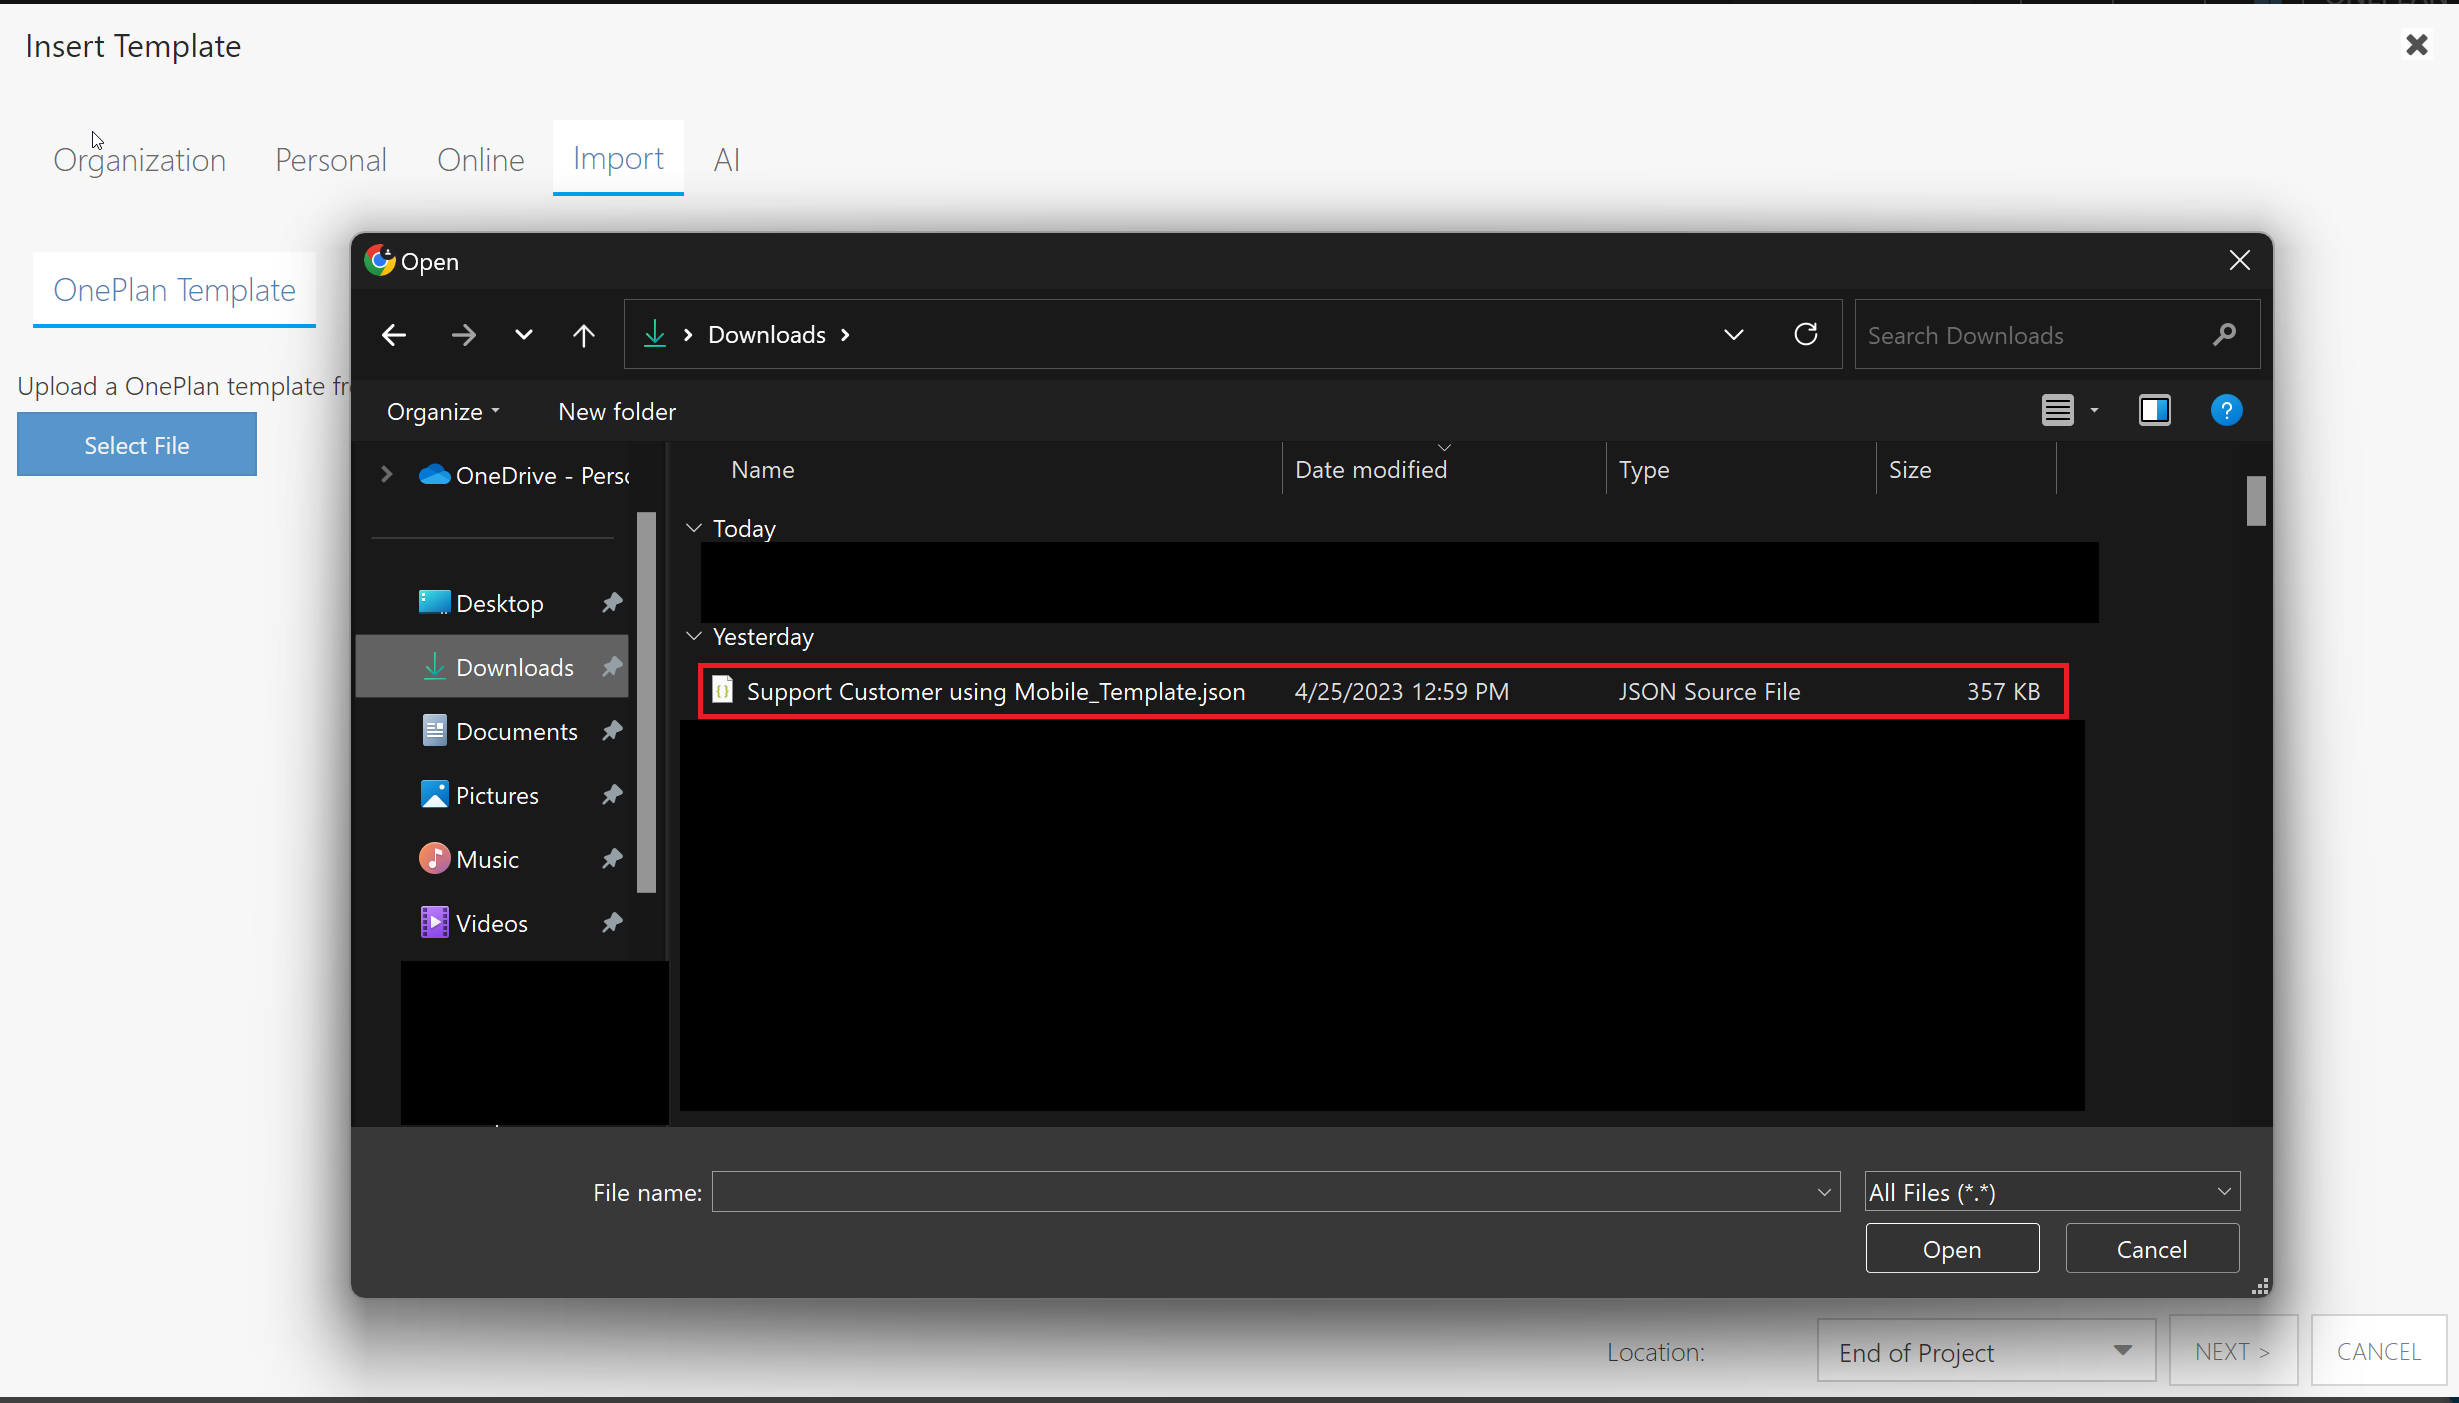 Insert Template
Organization Personal Online Import AI
OnePlan Template
Upload a OnePlan template
Select File
Open
Downloads
Search Downloads
Organize New folder
OneDrive -
Desktop
Downloads
Documents
Pictures
Music
Videos
Name Date modified Type Size
Today
Yesterday
Support Customer using Mobile_Template.json 4/25/2023 12:59 PM JSON Source File 357 KB
File name: All Files (*.*)
Open Cancel
Location: End of Project NEXT > CANCEL